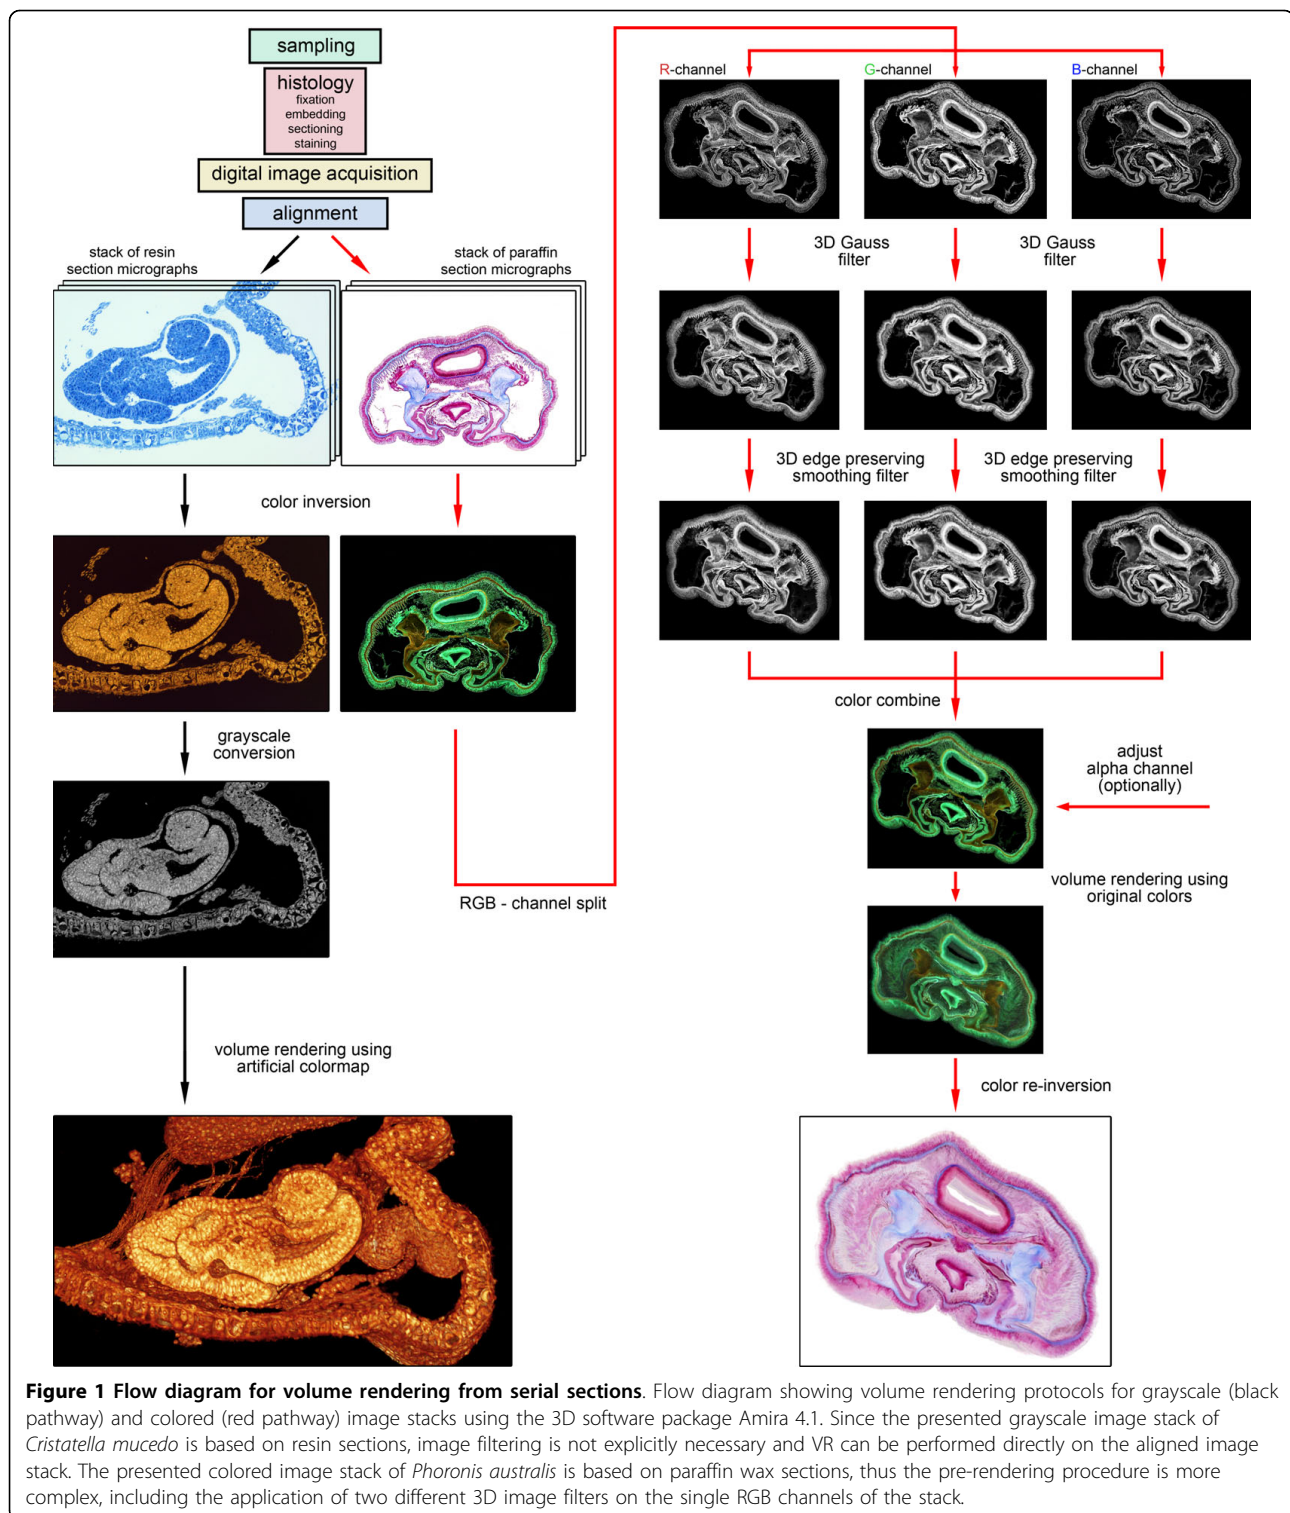 sampling
histology
fixation
embedding
sectioning
staining
digital image acquisition
alignment
stack of resin
section micrographs
stack of paraffin
section micrographs
color inversion
grayscale
conversion
RGB - channel split
volume rendering using
artificial colormap
R-channel
G-channel
B-channel
3D Gauss
filter
3D Gauss
filter
3D edge preserving
smoothing filter
3D edge preserving
smoothing filter
color combine
adjust
alpha channel
(optionally)
volume rendering using
original colors
color re-inversion
Figure 1 Flow diagram for volume rendering from serial sections. Flow diagram showing volume rendering protocols for grayscale (black
pathway) and colored (red pathway) image stacks using the 3D software package Amira 4.1. Since the presented grayscale image stack of
Cristatella mucedo is based on resin sections, image filtering is not explicitly necessary and VR can be performed directly on the aligned image
stack. The presented colored image stack of Phoronis australis is based on paraffin wax sections, thus the pre-rendering procedure is more
complex, including the application of two different 3D image filters on the single RGB channels of the stack.